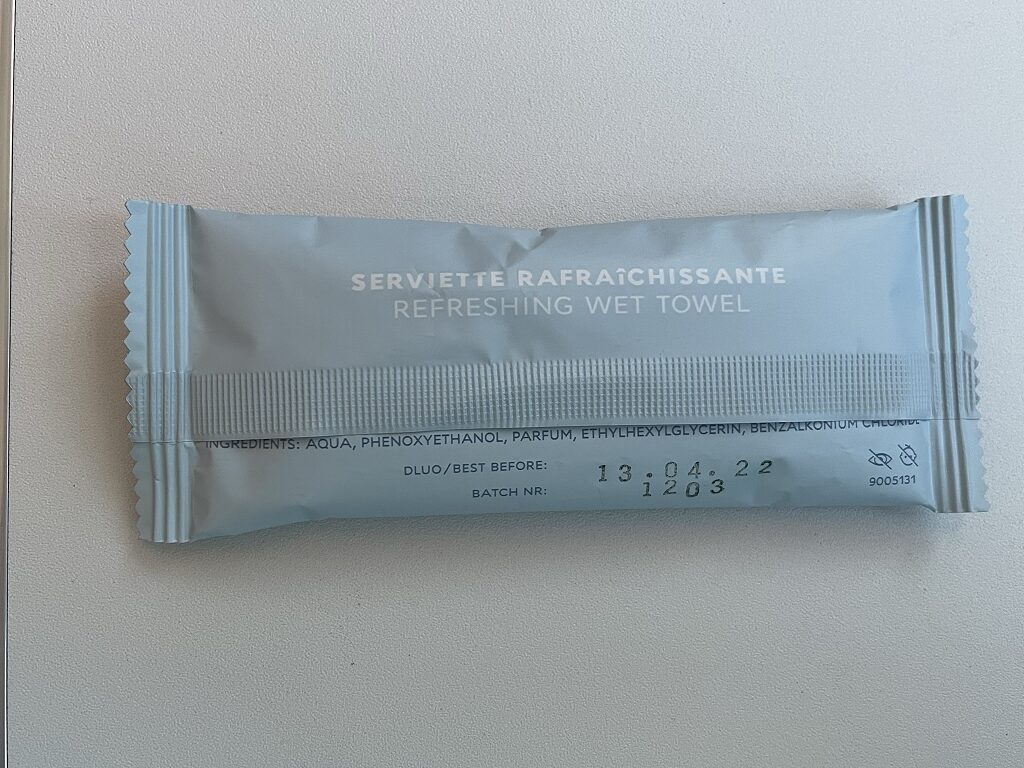 SERVIETTE RAFRAîCHISSANTE
REFRESHING WET TOWEL
INGREDIENTS: AQUA, PHENOXYETHANOL, PARFUM, ETHYLHEXYLGLYCERIN, BENZALKONIUM CHLORIDE
DLUO/BEST BEFORE: 13.04.22
BATCH NR: 1203
9005131